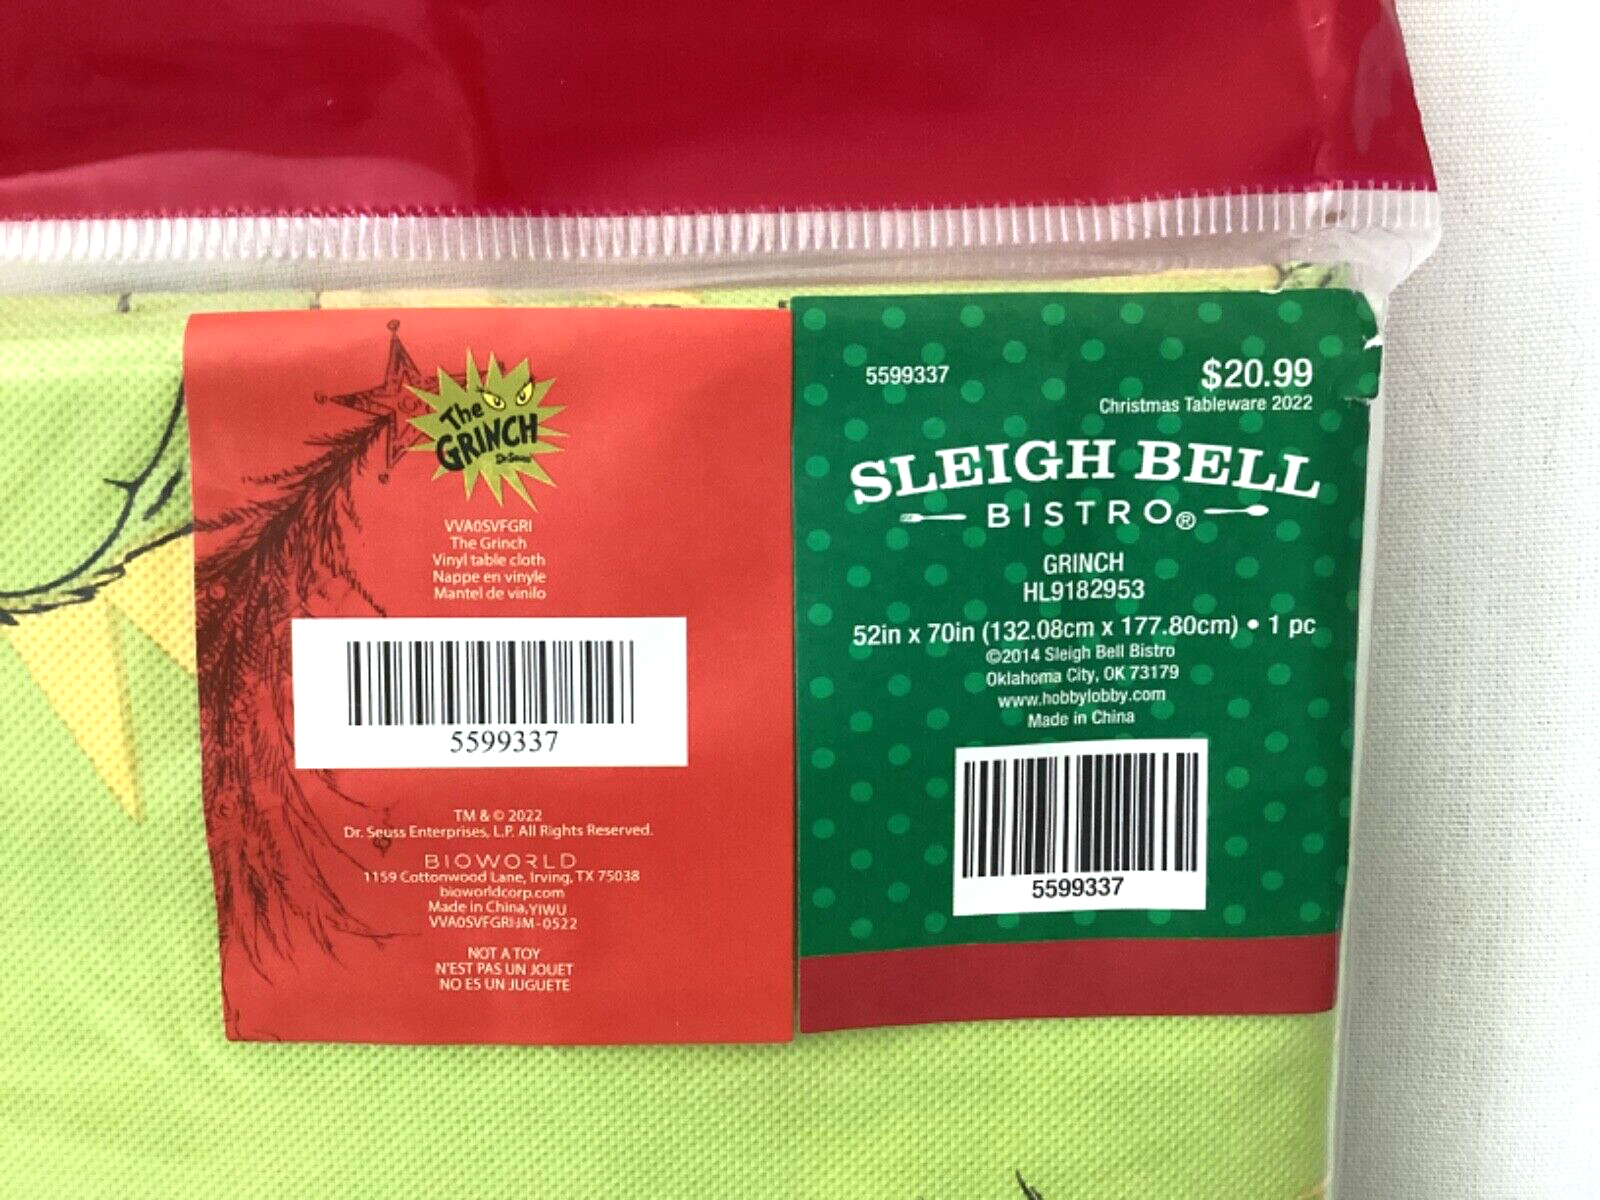 The
GRINCH
Dr. Seuss
VVA0SVFGRI
The Grinch
Vinyl table cloth
Nappe en vinyle
Mantel de vinilo
5599337
TM & © 2022
Dr. Seuss Enterprises, L.P. All Rights Reserved.
BIOWORLD
1159 Cottonwood Lane, Irving, TX 75038
bioworldcorp.com
Made in China,YIWU
NOT A TOY
N'EST PAS UN JOUET
NO ES UN JUGUETE
5599337
$20.99
Christmas Tableware 2022
SLEIGH BELL
BISTRO®
GRINCH
HL9182953
52in x 70in (132.08cm x 177.80cm) • 1 pc
©2014 Sleigh Bell Bistro
Oklahoma City, OK 73179
www.hobbylobby.com
Made in China
5599337